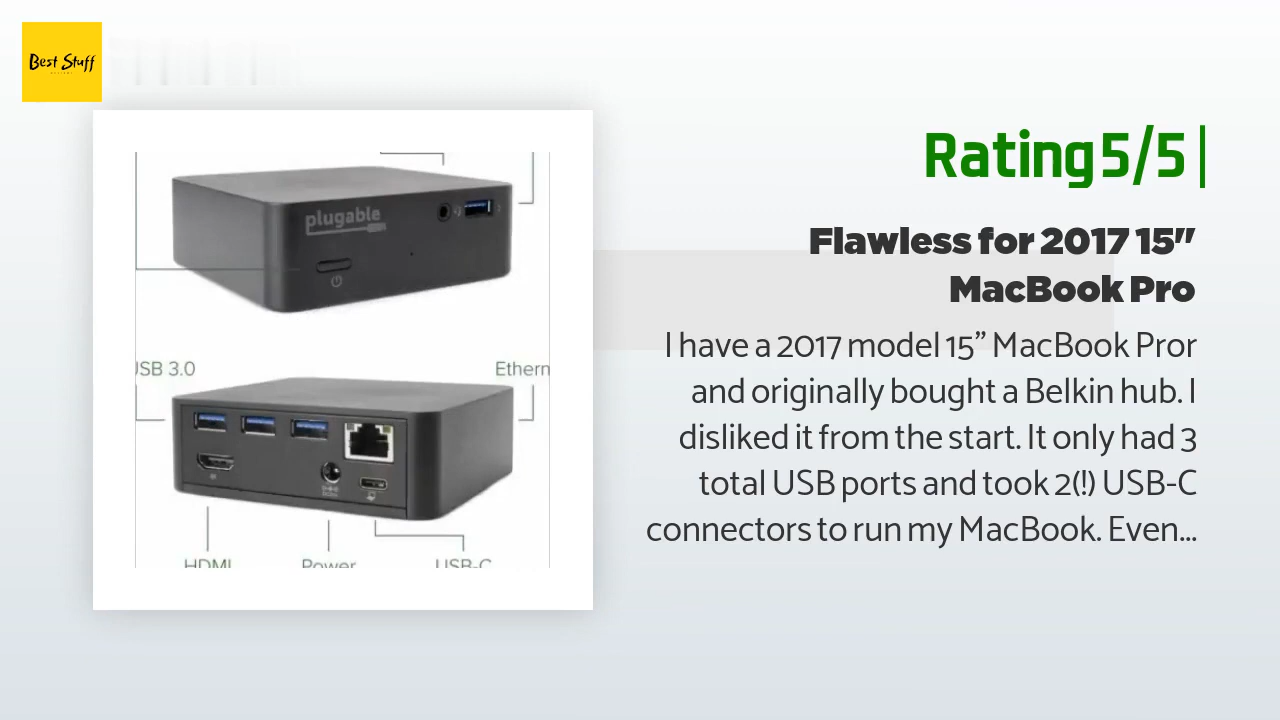 Best Stuff
Rating 5/5
Flawless for 2017 15"
MacBook Pro
I have a 2017 model 15” MacBook Pror
and originally bought a Belkin hub. I
disliked it from the start. It only had 3
total USB ports and took 2(!) USB-C
connectors to run my MacBook. Even...
plugable
USB 3.0
Ethern
HDMI
Power
USB-C